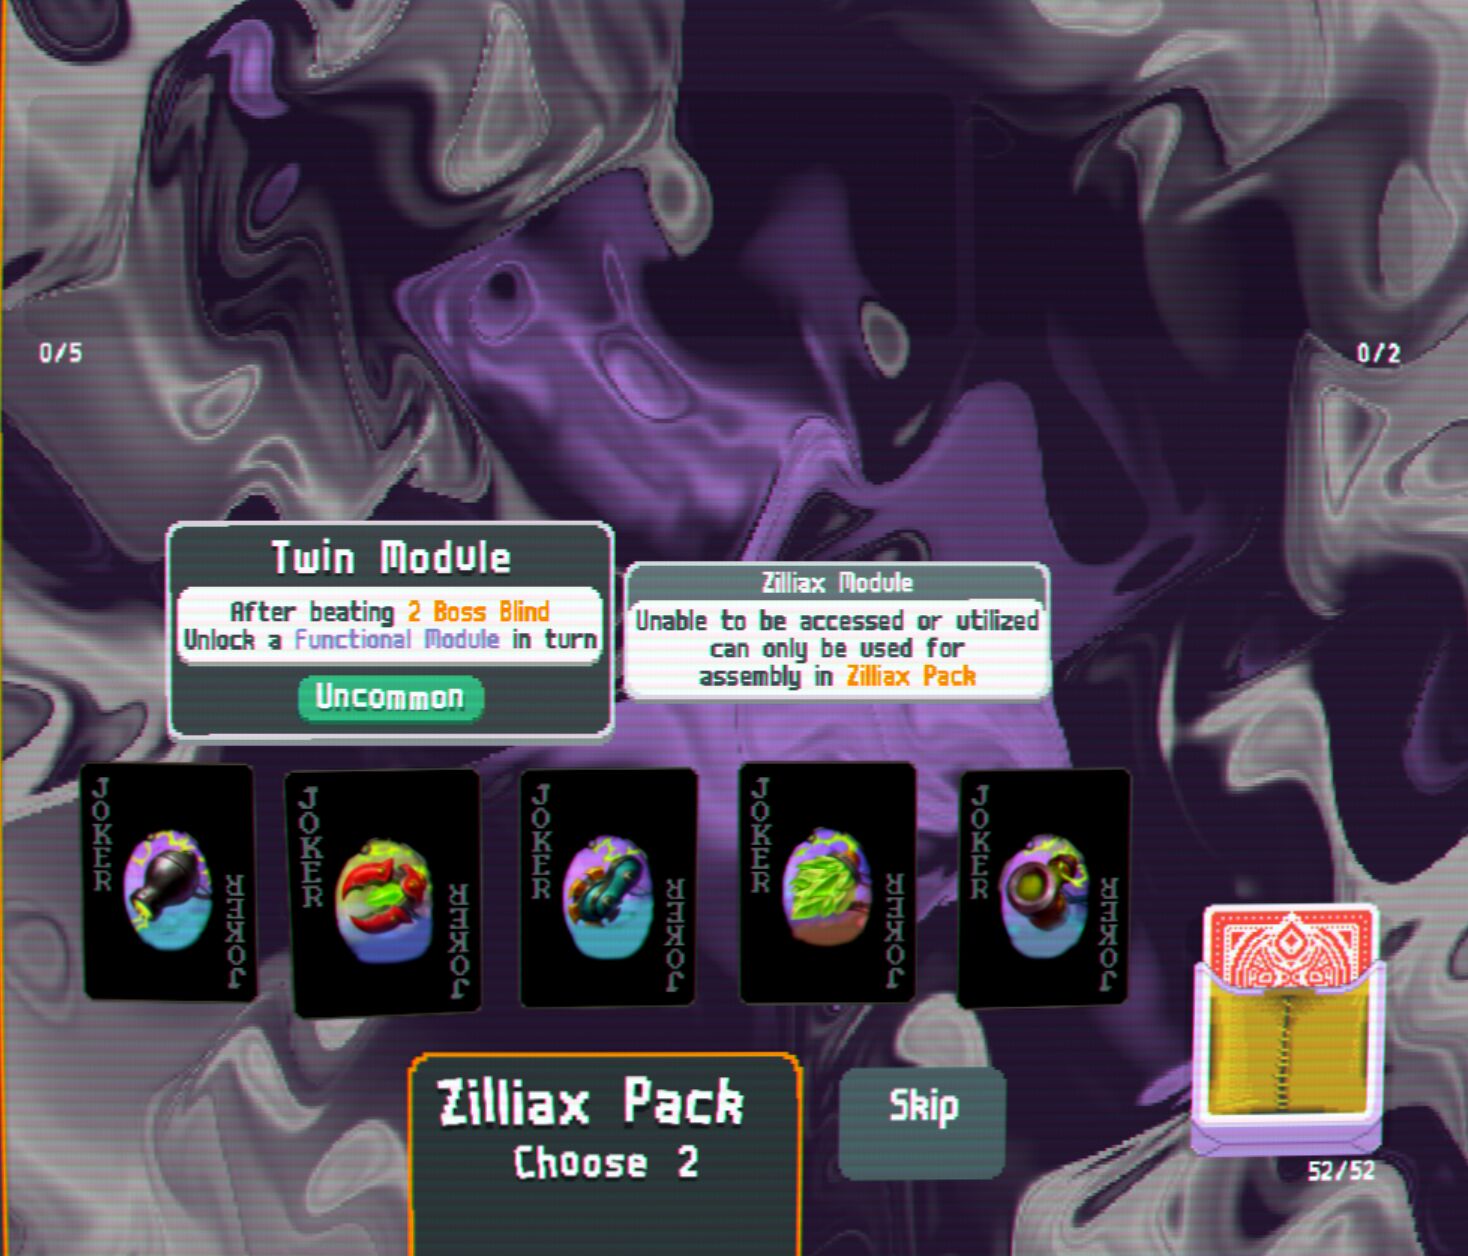 0/5
0/2
Twin Module
After beating 2 Boss Blind
Unlock a Functional Module in turn
Uncommon
Zilliax Module
Unable to be accessed or utilized
can only be used for
assembly in Zilliax Pack
JOKER
JOKER
JOKER
JOKER
JOKER
JOKER
JOKER
JOKER
JOKER
JOKER
Zilliax Pack
Choose 2
Skip
52/52